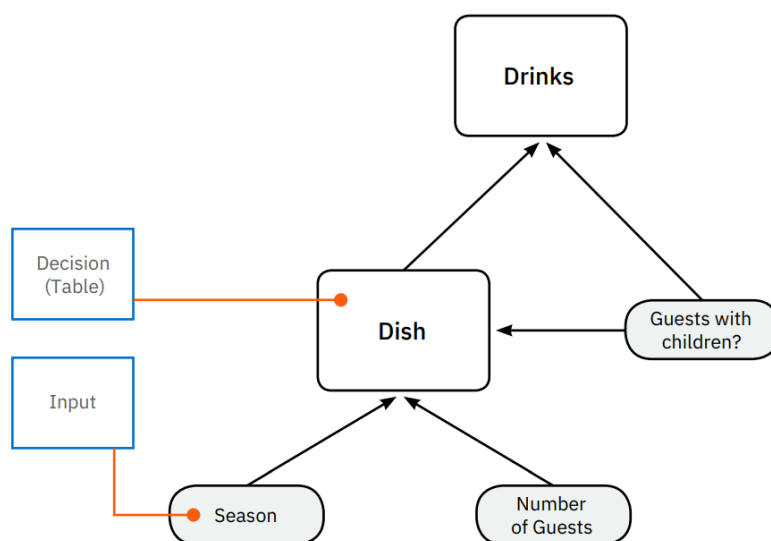 Drinks
Decision
(Table)
Dish
Guests with
children?
Input
Season
Number
of Guests